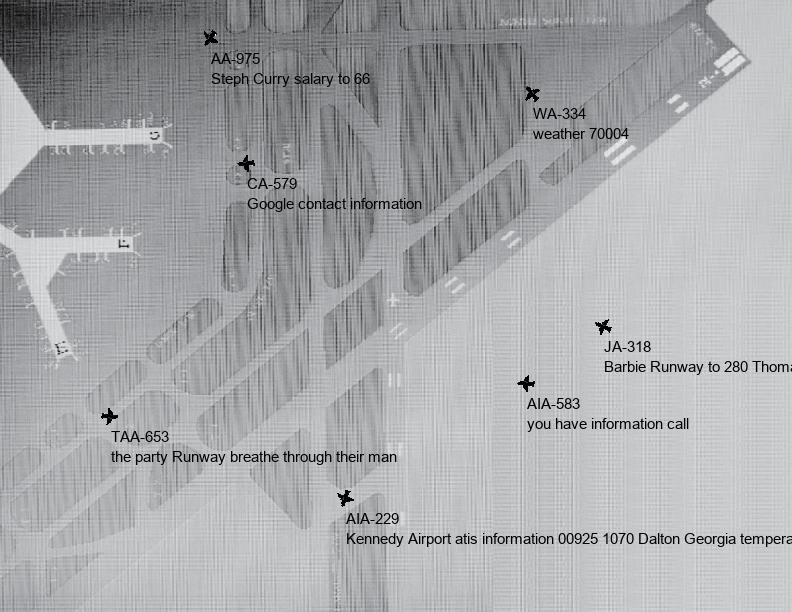 AA-975
Steph Curry salary to 66
WA-334
weather 70004
CA-579
Google contact information
JA-318
Barbie Runway to 280 Thoma
AIA-583
you have information call
TAA-653
the party Runway breathe through their man
AIA-229
Kennedy Airport atis information 00925 1070 Dalton Georgia tempera